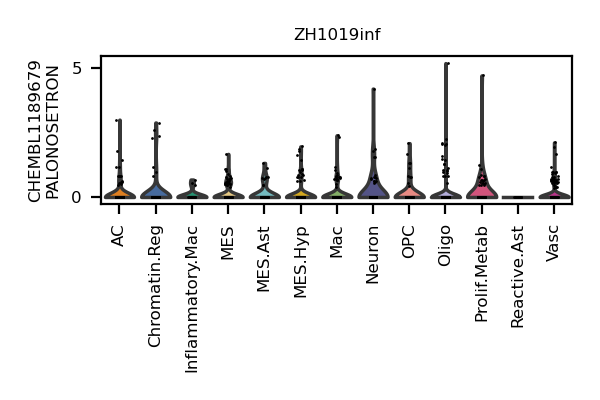 ZH1019inf
CHEMBL1189679
PALONOSETRON
5
0
AC
Chromatin.Reg
Inflammatory.Mac
MES
MES.Ast
MES.Hyp
Mac
Neuron
OPC
Oligo
Prolif.Metab
Reactive.Ast
Vasc